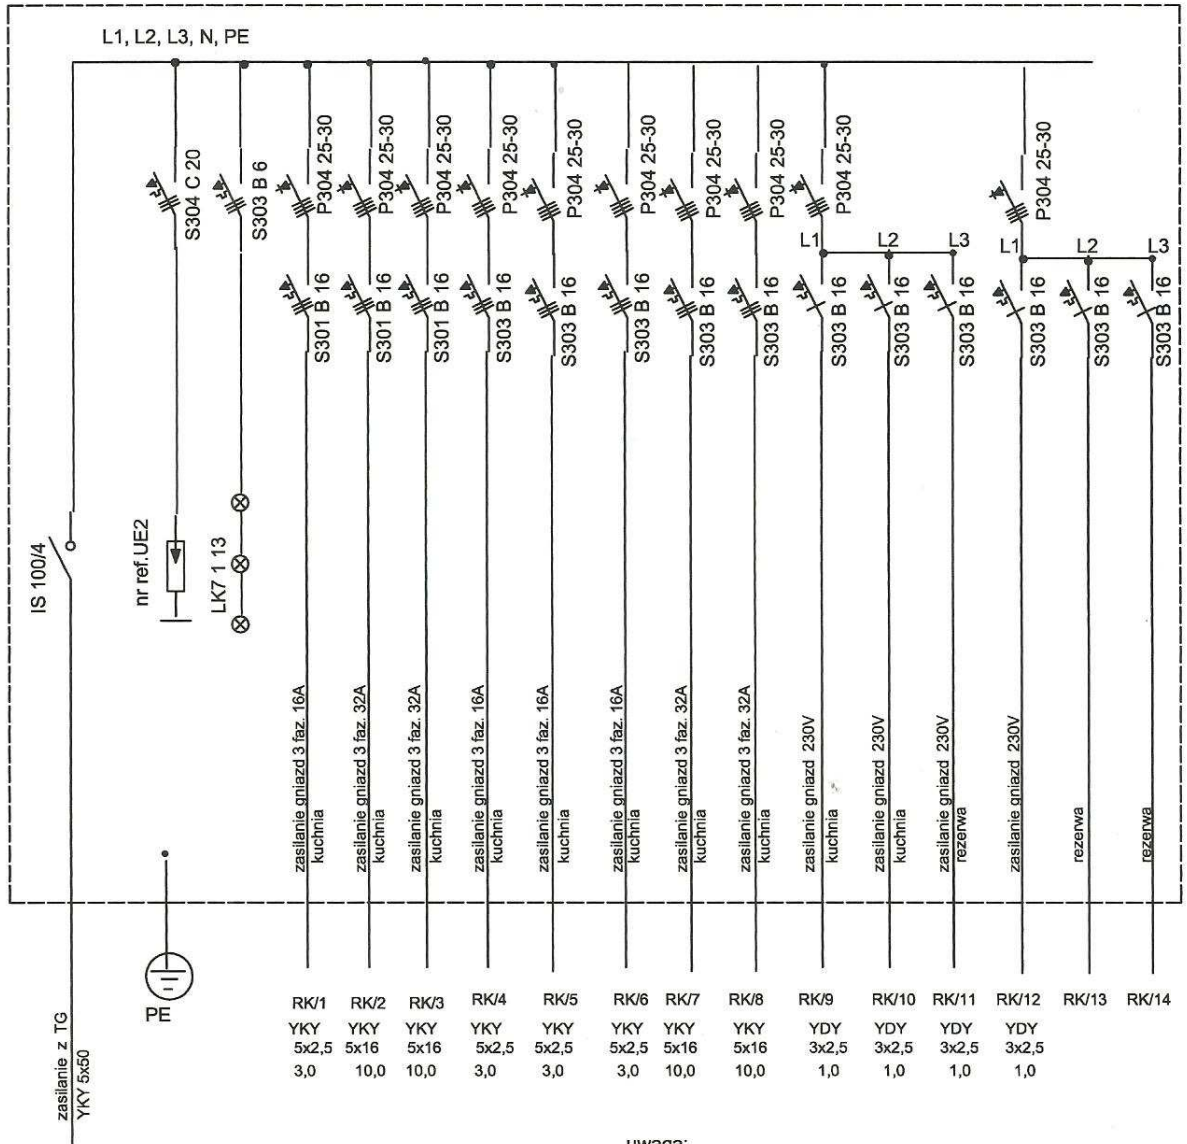 L1, L2, L3, N, PE
S304 C 20
S303 B 6
P304 25-30
P304 25-30
P304 25-30
P304 25-30
P304 25-30
P304 25-30
P304 25-30
P304 25-30
P304 25-30
P304 25-30
L1
L2
L3
L1
L2
L3
S301 B 16
S301 B 16
S301 B 16
S303 B 16
S303 B 16
S303 B 16
S303 B 16
S303 B 16
S303 B 16
S303 B 16
S303 B 16
S303 B 16
S303 B 16
S303 B 16
IS 100/4
nr ref.UE2
LK7 1 13
zasilanie gniazd 3 faz. 16A
kuchnia
zasilanie gniazd 3 faz. 32A
kuchnia
zasilanie gniazd 3 faz. 32A
kuchnia
zasilanie gniazd 3 faz. 16A
kuchnia
zasilanie gniazd 3 faz. 16A
kuchnia
zasilanie gniazd 3 faz. 16A
kuchnia
zasilanie gniazd 3 faz. 32A
kuchnia
zasilanie gniazd 3 faz. 32A
kuchnia
zasilanie gniazd 230V
kuchnia
zasilanie gniazd 230V
kuchnia
zasilanie gniazd 230V
rezerwa
zasilanie gniazd 230V
rezerwa
rezerwa
PE
zasilanie z TG
YKY 5x50
RK/1 RK/2 RK/3 RK/4 RK/5 RK/6 RK/7 RK/8 RK/9 RK/10 RK/11 RK/12 RK/13 RK/14
YKY YKY YKY YKY YKY YKY YKY YKY YDY YDY YDY YDY
5x2,5 5x16 5x16 5x2,5 5x2,5 5x2,5 5x16 5x16 3x2,5 3x2,5 3x2,5 3x2,5
3,0 10,0 10,0 3,0 3,0 3,0 10,0 10,0 1,0 1,0 1,0 1,0
uwaga: